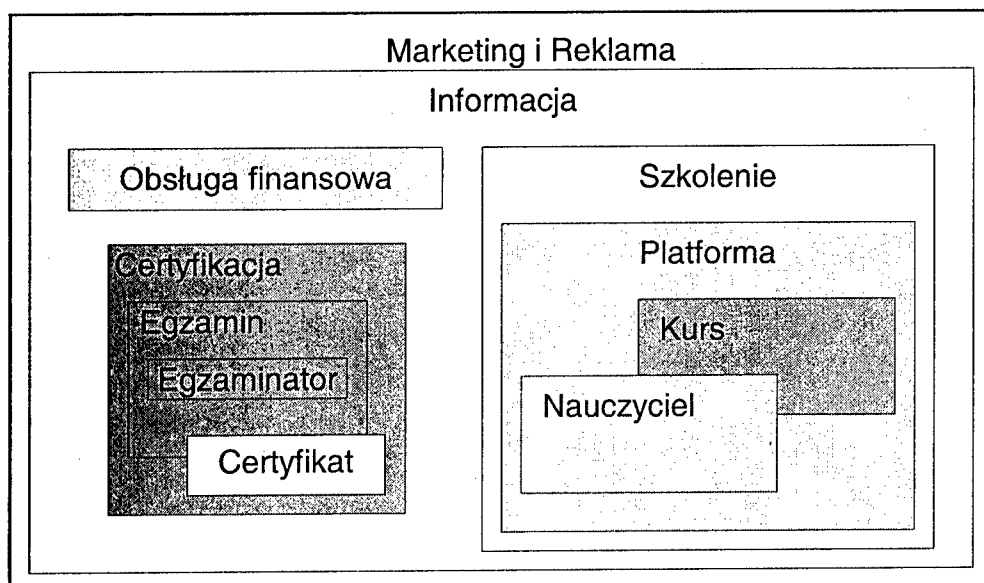 Marketing i Reklama
Informacja
Obsługa finansowa
Szkolenie
Certyfikacja
Platforma
Egzamin
Kurs
Egzaminator
Nauczyciel
Certyfikat